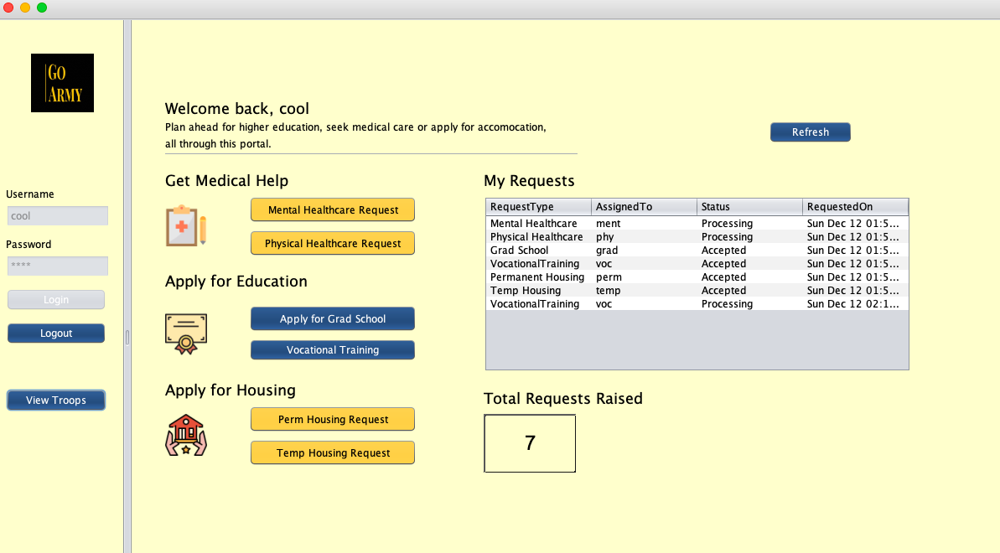 GO
ARMY
Username
cool
Password
****
Login
Logout
View Troops
Welcome back, cool
Plan ahead for higher education, seek medical care or apply for accomocation,
all through this portal.
Refresh
Get Medical Help
Mental Healthcare Request
Physical Healthcare Request
Apply for Education
Apply for Grad School
Vocational Training
Apply for Housing
Perm Housing Request
Temp Housing Request
My Requests
RequestType AssignedTo Status RequestedOn
Mental Healthcare ment Processing Sun Dec 12 01:5...
Physical Healthcare phy Processing Sun Dec 12 01:5...
Grad School grad Accepted Sun Dec 12 01:5...
VocationalTraining voc Accepted Sun Dec 12 01:5...
Permanent Housing perm Accepted Sun Dec 12 01:5...
Temp Housing temp Accepted Sun Dec 12 01:5...
VocationalTraining voc Processing Sun Dec 12 02:1...
Total Requests Raised
7